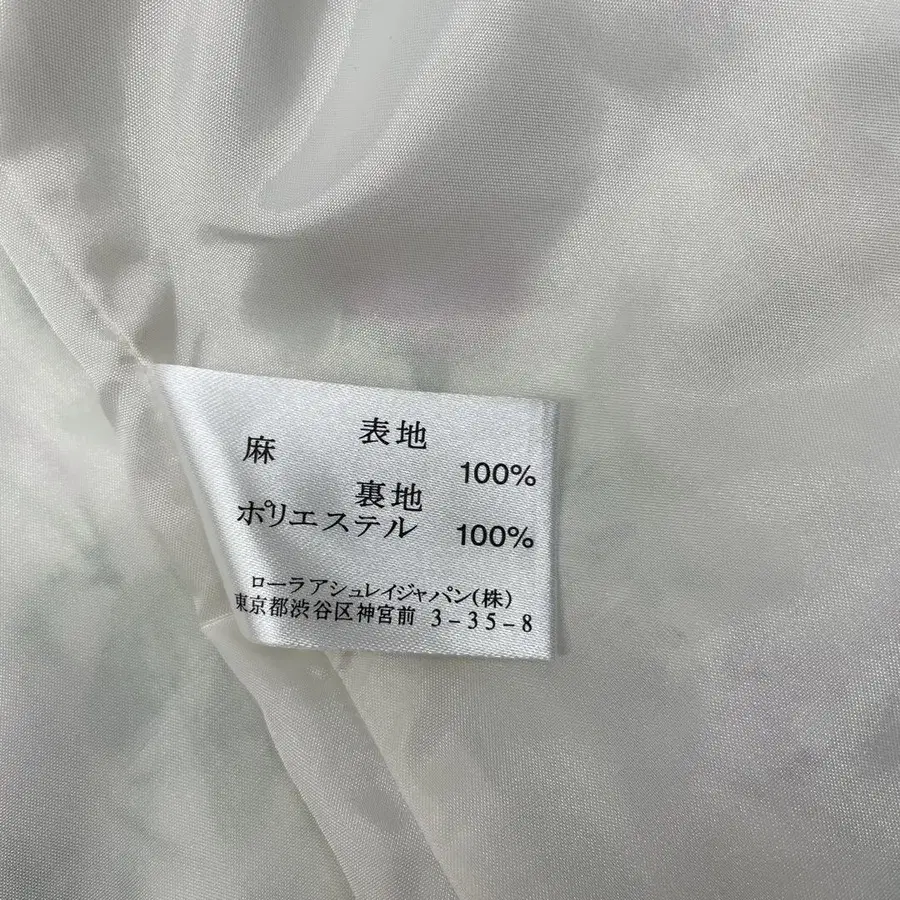 表地
麻 100%
裏地
ポリエステル 100%
ローラアシュレイジャパン(株)
東京都渋谷区神宮前 3-35-8